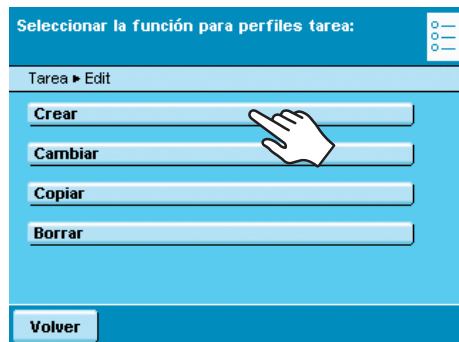 Seleccionar la función para perfiles tarea:
Tarea ▸ Edit
Crear
Cambiar
Copiar
Borrar
Volver